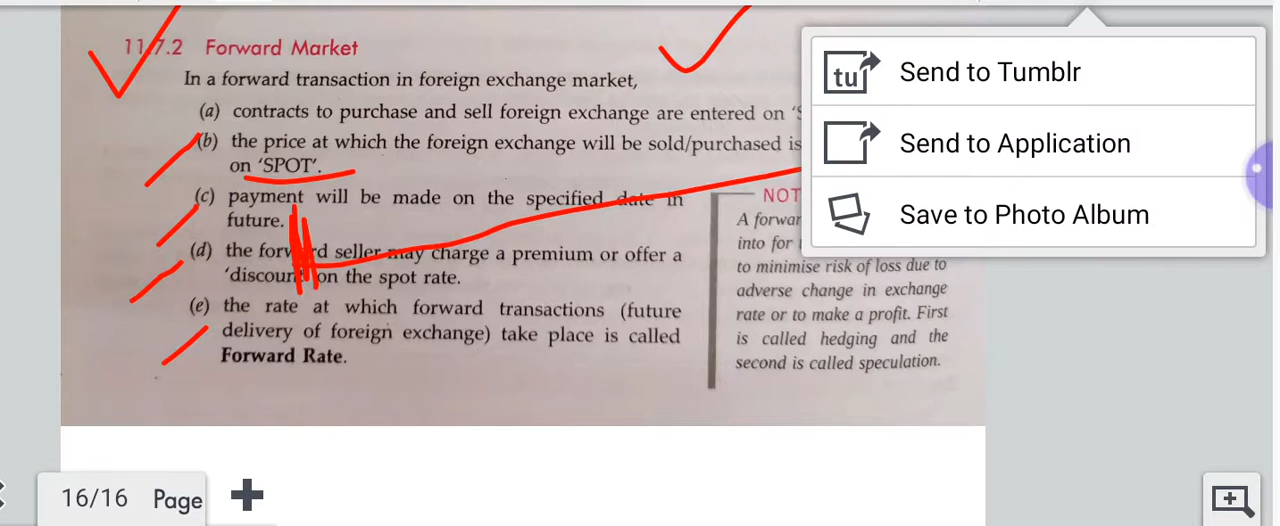 11.7.2 Forward Market
In a forward transaction in foreign exchange market,
(a) contracts to purchase and sell foreign exchange are entered on
(b) the price at which the foreign exchange will be sold/purchased is
on 'SPOT'.
(c) payment will be made on the specified date in
future.
(d) the forward seller may charge a premium or offer a
'discount' on the spot rate.
(e) the rate at which forward transactions (future
delivery of foreign exchange) take place is called
Forward Rate.
NOT
A forwar
into for
to minimise risk of loss due to
adverse change in exchange
rate or to make a profit. First
is called hedging and the
second is called speculation.
tu
Send to Tumblr
Send to Application
Save to Photo Album
16/16 Page